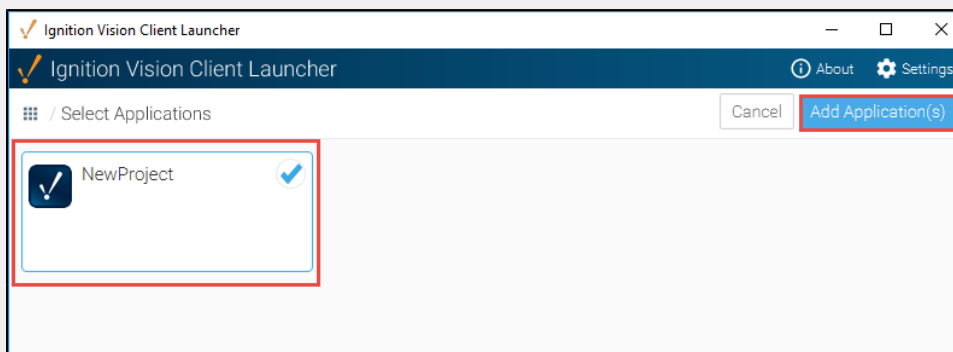 Ignition Vision Client Launcher
Ignition Vision Client Launcher About Settings
/ Select Applications Cancel Add Application(s)
NewProject